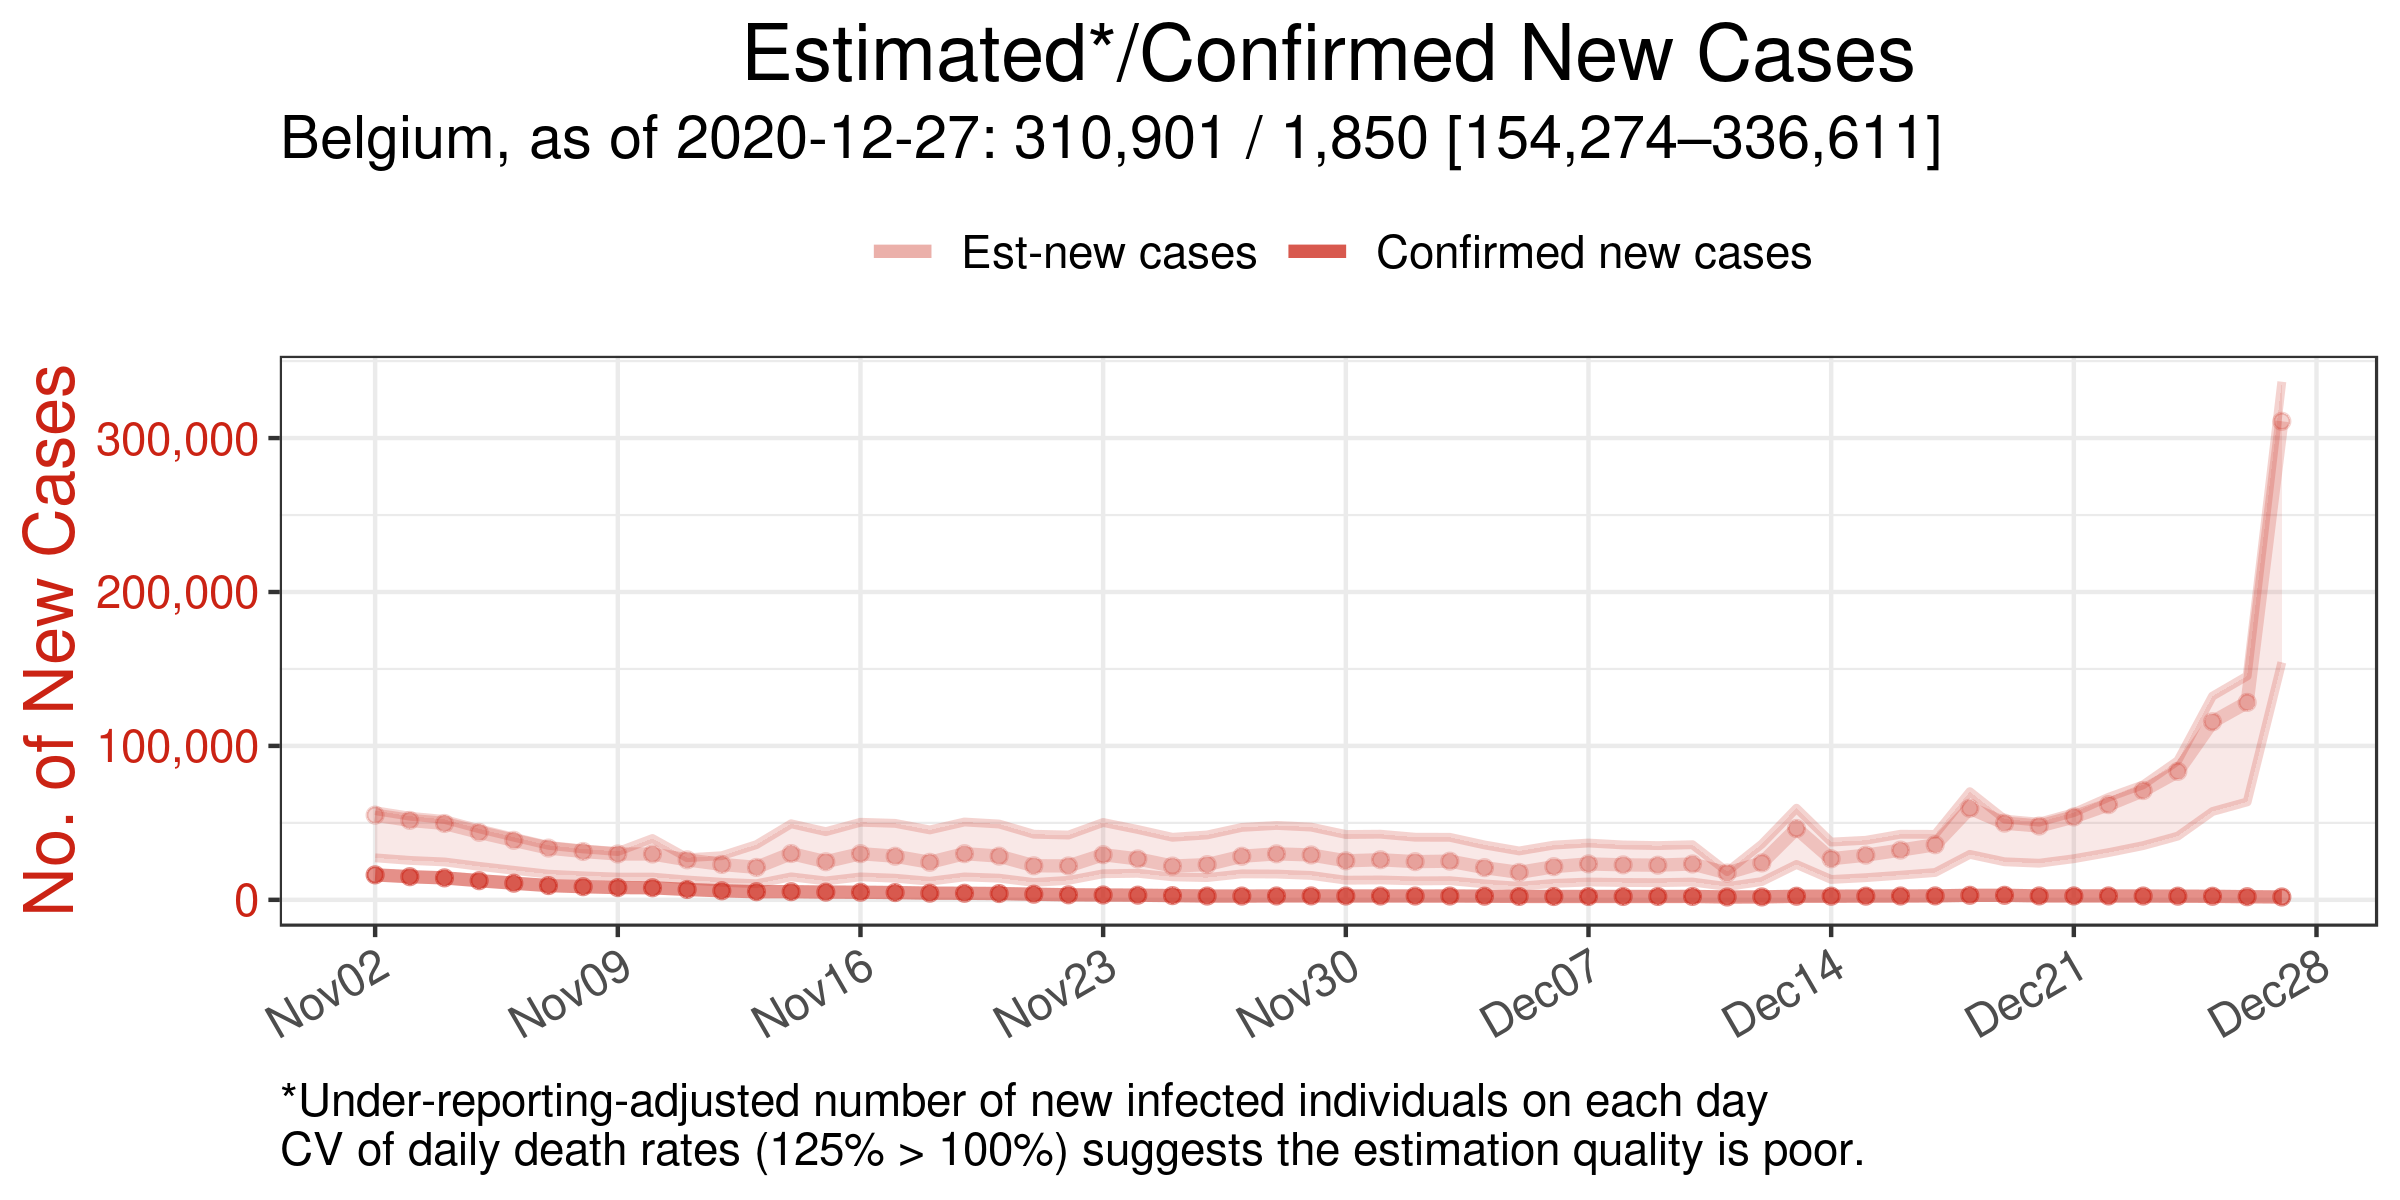 Estimated*/Confirmed New Cases
Belgium, as of 2020-12-27: 310,901 / 1,850 [154,274–336,611]
Est-new cases Confirmed new cases
No. of New Cases
300,000
200,000
100,000
0
Nov02 Nov09 Nov16 Nov23 Nov30 Dec07 Dec14 Dec21 Dec28
*Under-reporting-adjusted number of new infected individuals on each day
CV of daily death rates (125% > 100%) suggests the estimation quality is poor.